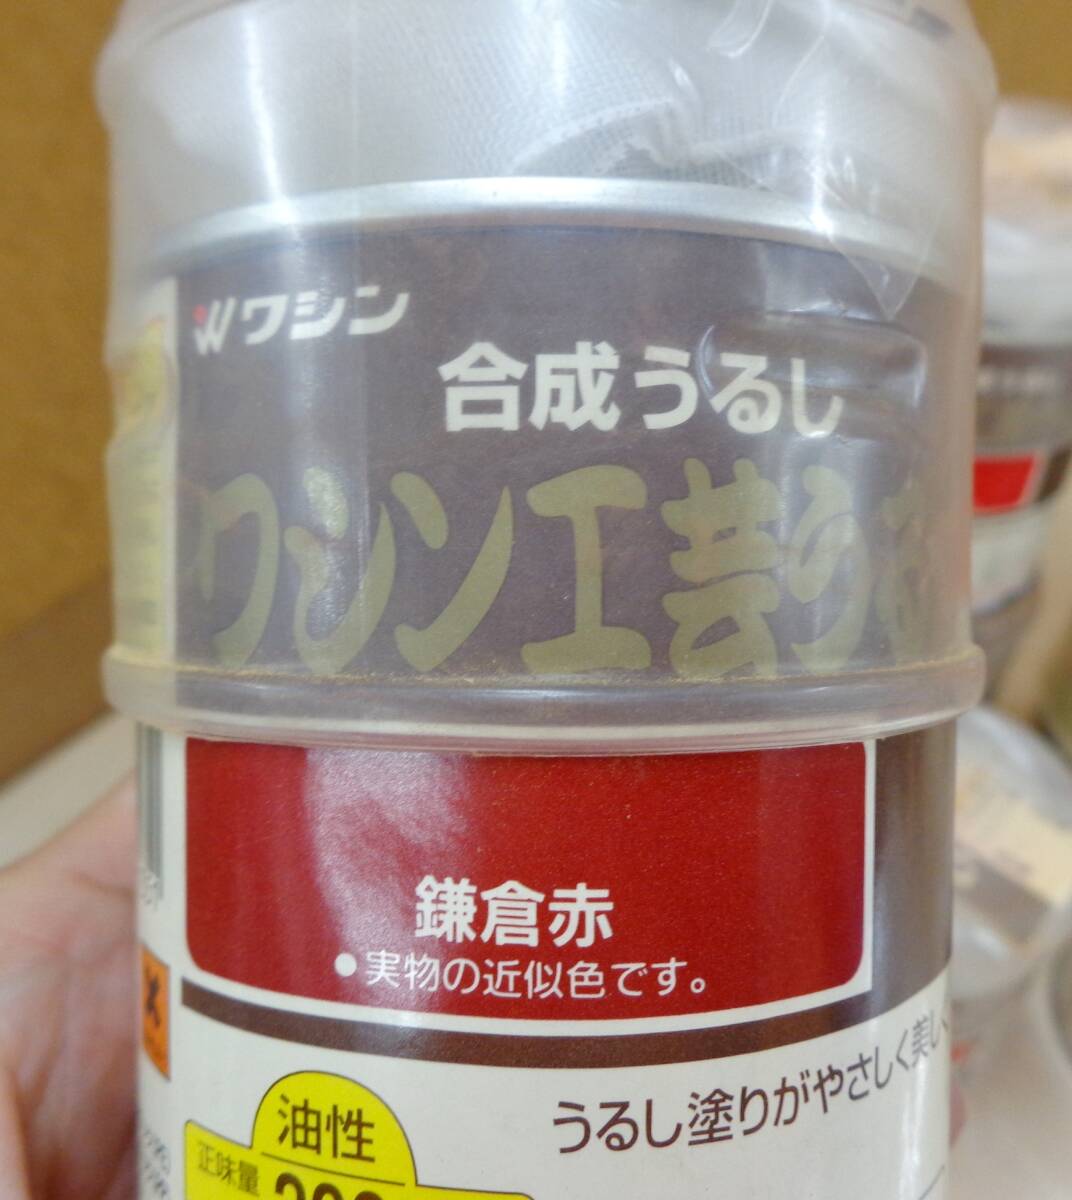 ワシン
合成うるし
ワシン工芸う
鎌倉赤
●実物の近似色です。
うるし塗りがやさしく美し
油性
正味量